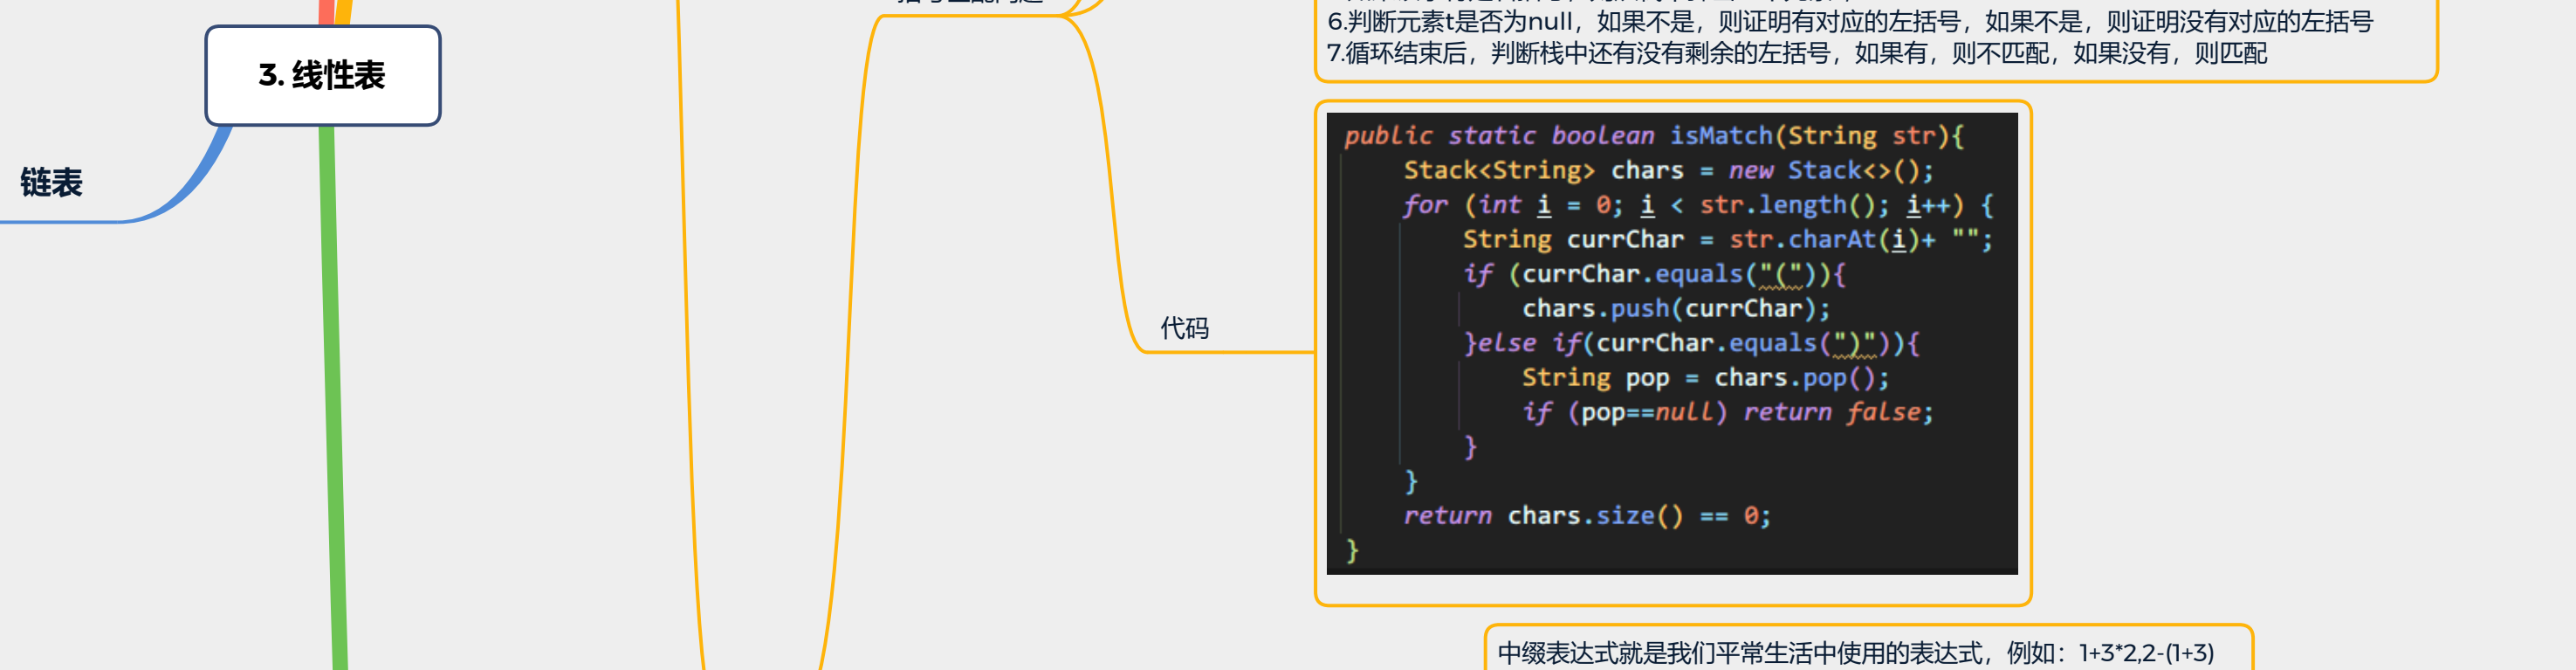 6.判断元素t是否为null，如果不是，则证明有对应的左括号，如果不是，则证明没有对应的左括号
7.循环结束后，判断栈中还有没有剩余的左括号，如果有，则不匹配，如果没有，则匹配
3. 线性表
链表
代码
public static boolean isMatch(String str){
    Stack<String> chars = new Stack<>();
    for (int i = 0; i < str.length(); i++) {
        String currChar = str.charAt(i)+ "";
        if (currChar.equals("(")){
            chars.push(currChar);
        }else if(currChar.equals(")")){
            String pop = chars.pop();
            if (pop==null) return false;
        }
    }
    return chars.size() == 0;
}
中缀表达式就是我们平常生活中使用的表达式，例如：1+3*2,2-(1+3)